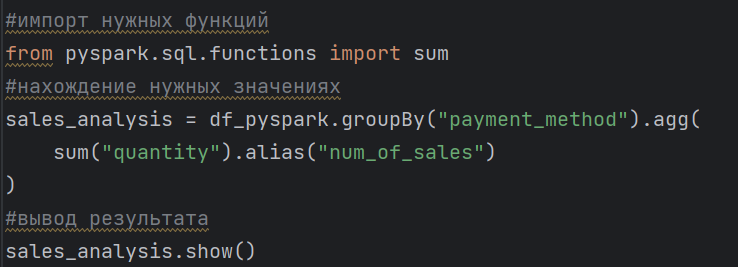 #импорт нужных функций
from pyspark.sql.functions import sum
#нахождение нужных значениях
sales_analysis = df_pyspark.groupBy("payment_method").agg(
    sum("quantity").alias("num_of_sales")
)
#вывод результата
sales_analysis.show()